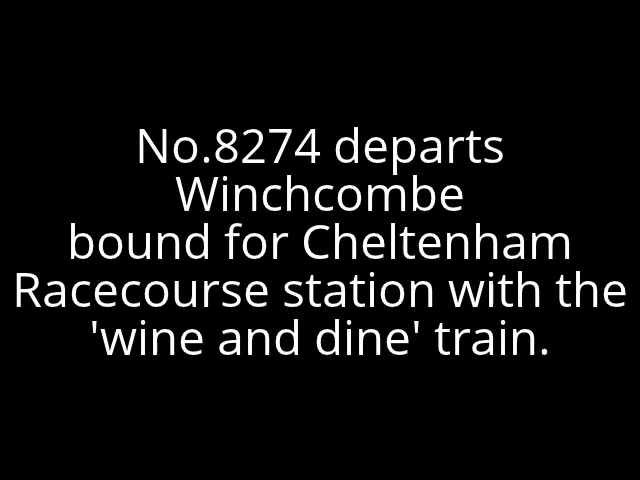 No.8274 departs
Winchcombe
bound for Cheltenham
Racecourse station with the
'wine and dine' train.